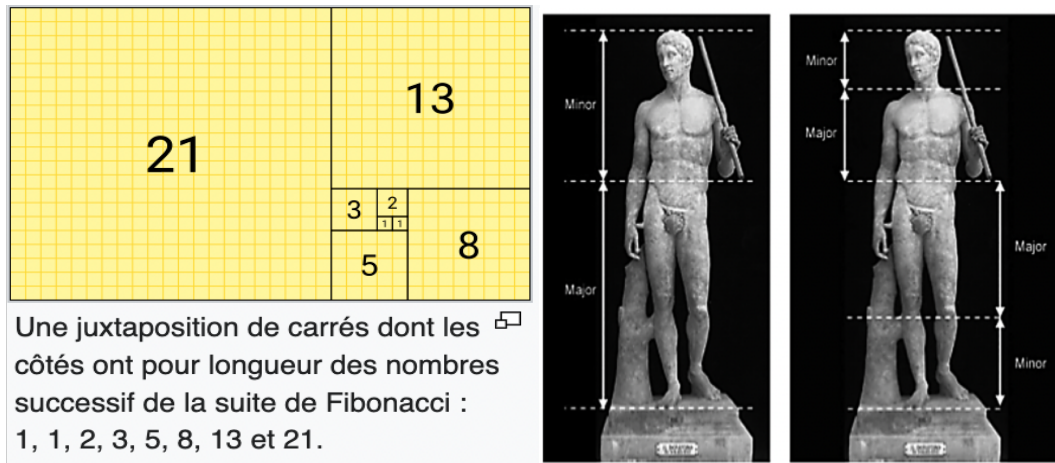 21
13
3
2
1
1
8
5
Une juxtaposition de carrés dont les
côtés ont pour longueur des nombres
successif de la suite de Fibonacci :
1, 1, 2, 3, 5, 8, 13 et 21.
Minor
Major
Minor
Major
Major
Minor